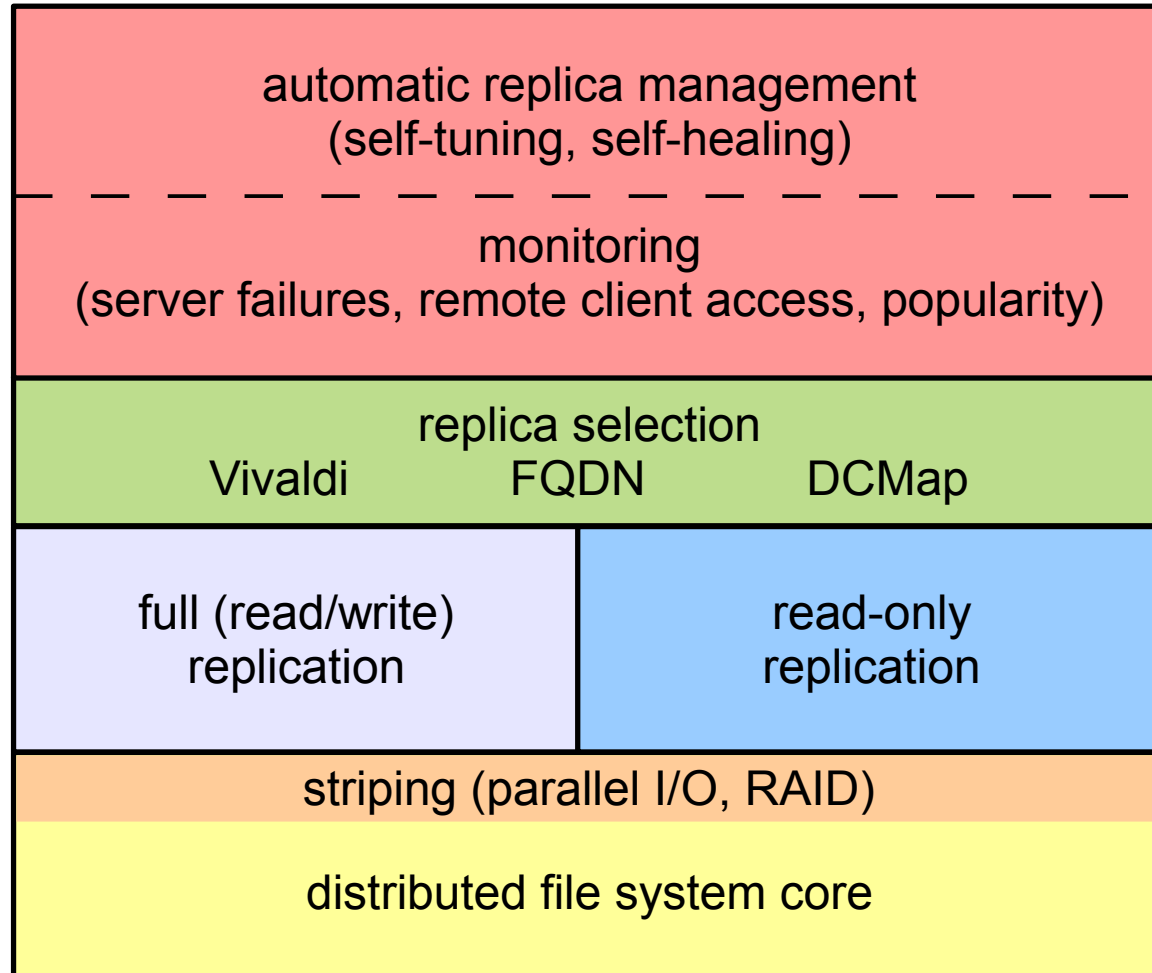 automatic replica management
(self-tuning, self-healing)
monitoring
(server failures, remote client access, popularity)
replica selection
Vivaldi FQDN DCMap
full (read/write)
replication
read-only
replication
striping (parallel I/O, RAID)
distributed file system core